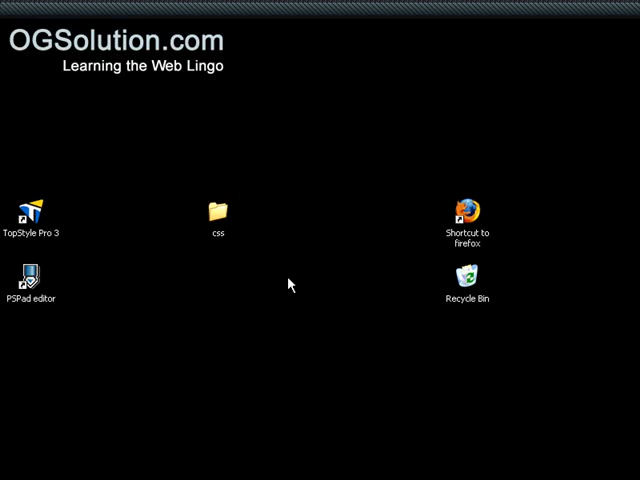 OGSolution.com
Learning the Web Lingo
TopStyle Pro 3
css
Shortcut to
firefox
PSPad editor
Recycle Bin